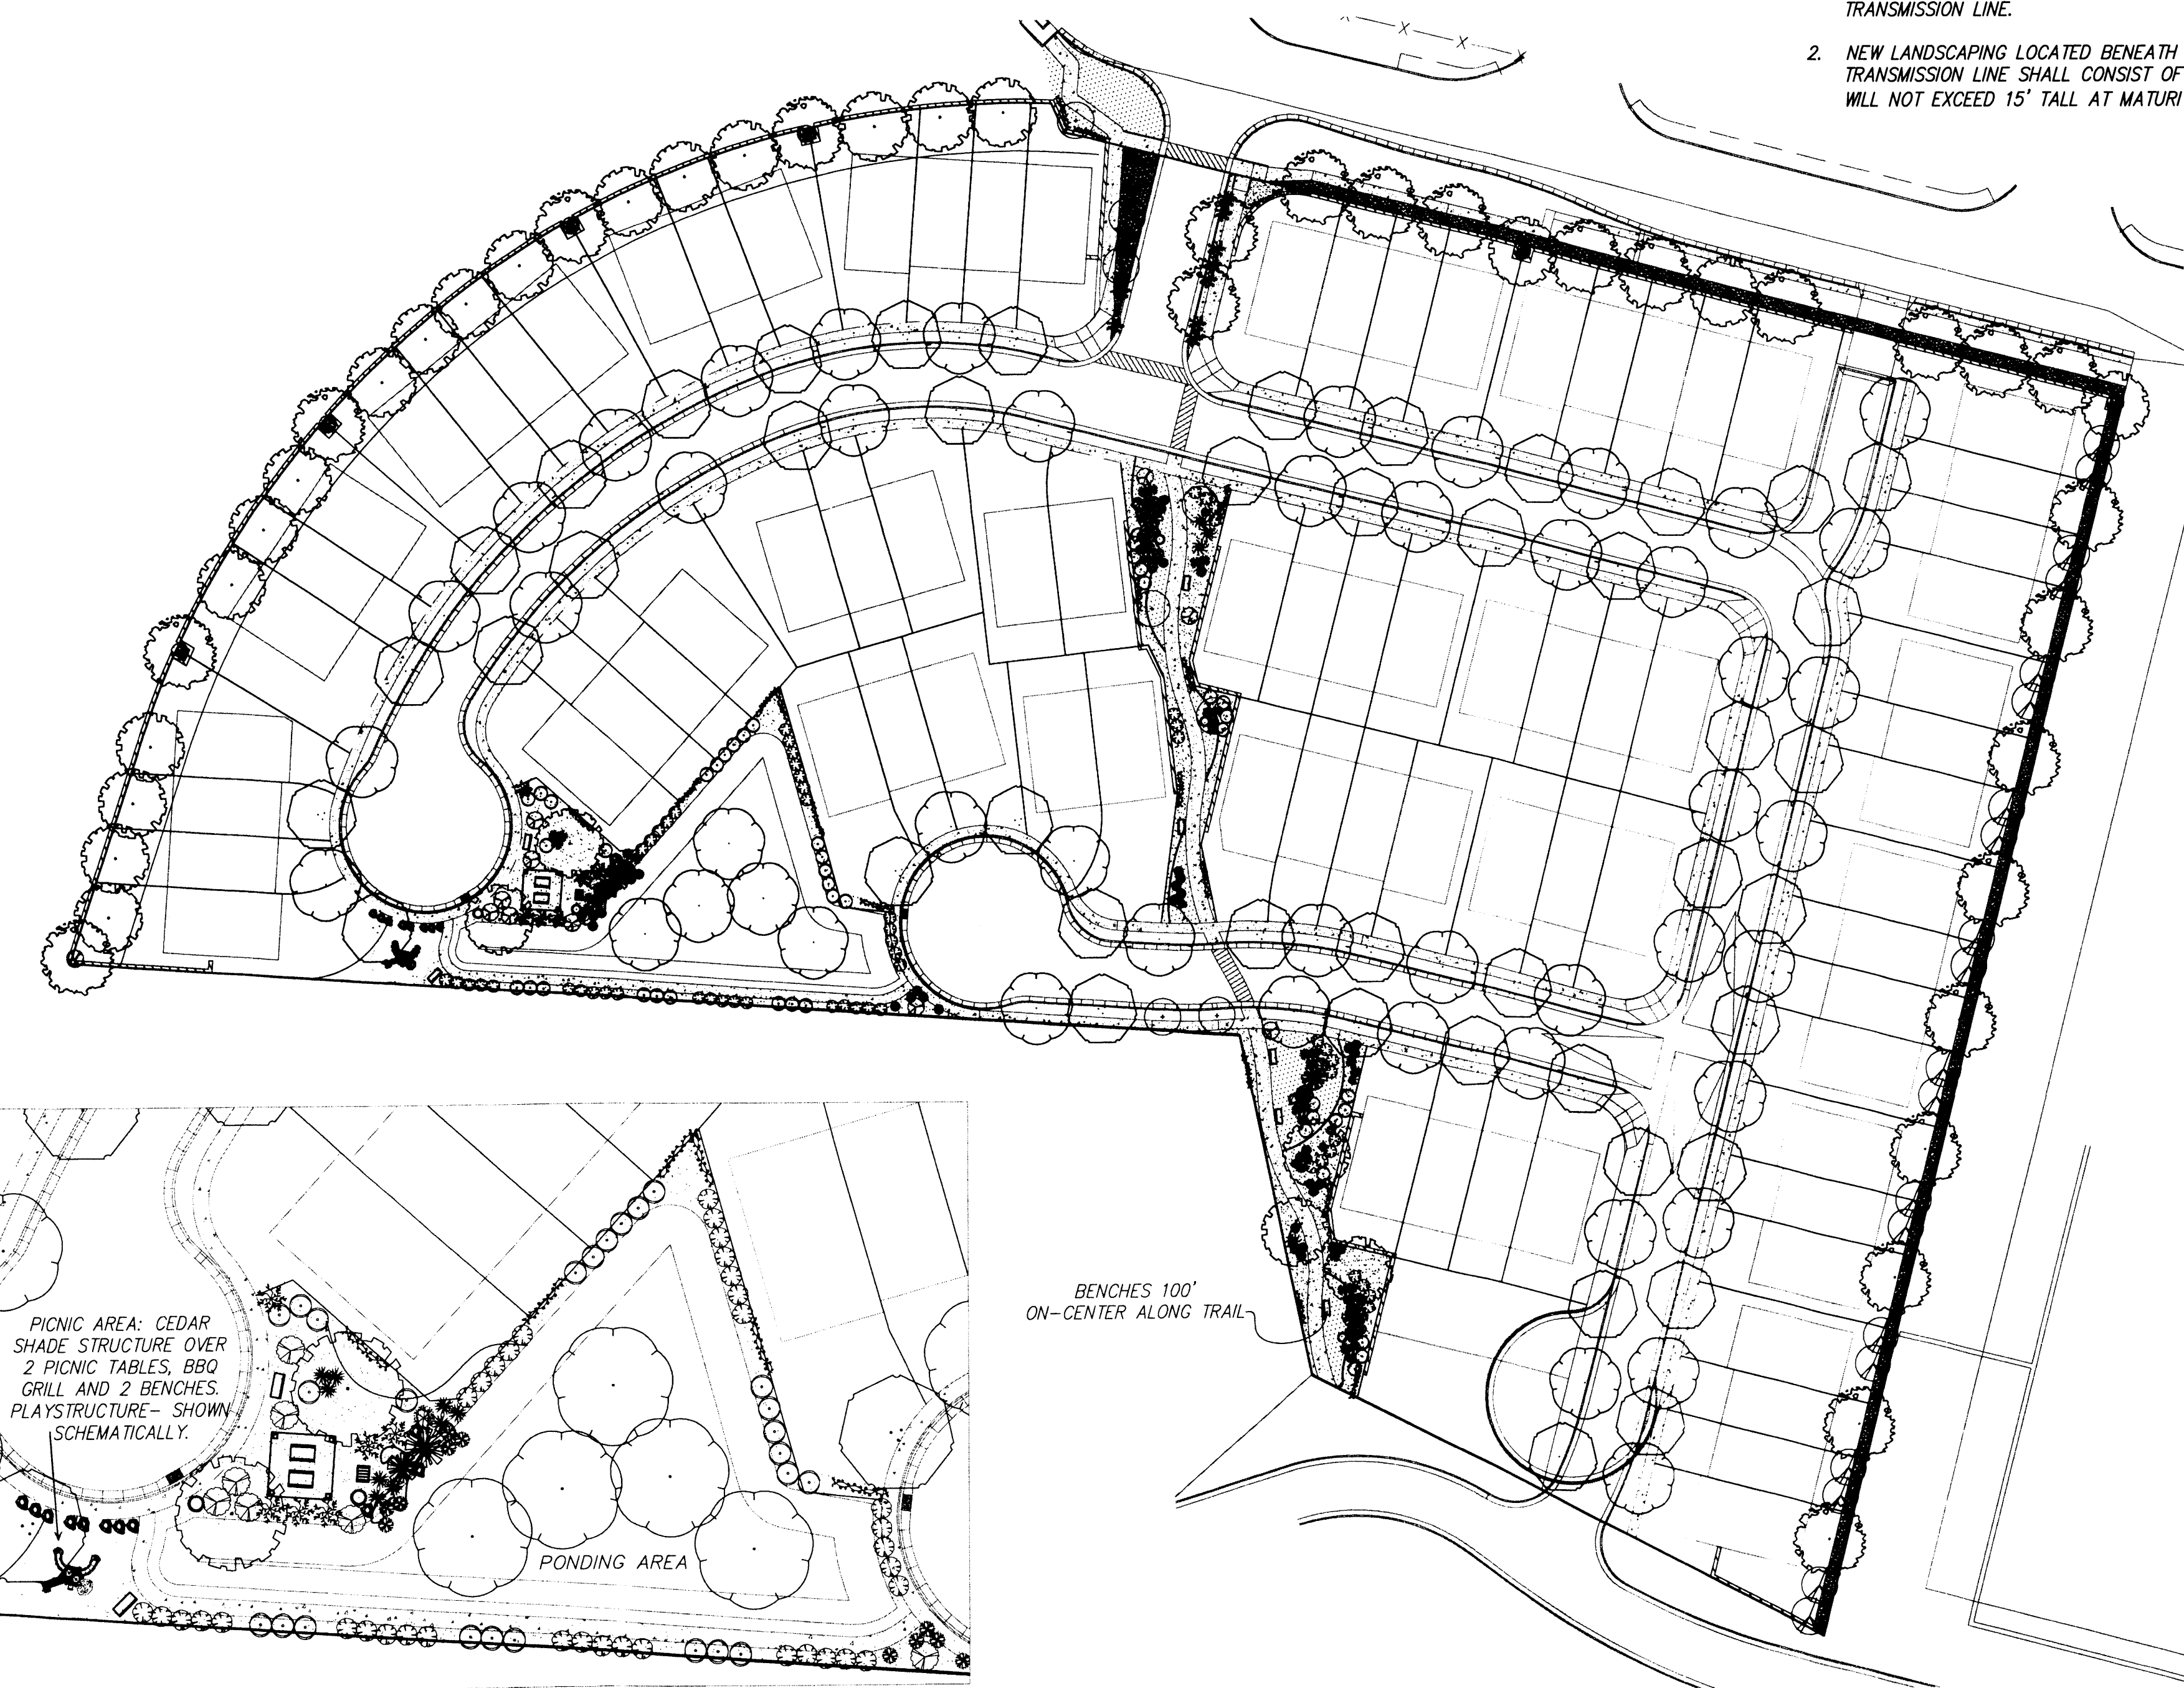 TRANSMISSION LINE.
2. NEW LANDSCAPING LOCATED BENEATH
TRANSMISSION LINE SHALL CONSIST OF
WILL NOT EXCEED 15' TALL AT MATURI
BENCHES 100'
ON-CENTER ALONG TRAIL
PICNIC AREA: CEDAR
SHADE STRUCTURE OVER
2 PICNIC TABLES, BBQ
GRILL AND 2 BENCHES.
PLAYSTRUCTURE- SHOWN
SCHEMATICALLY.
PONDING AREA